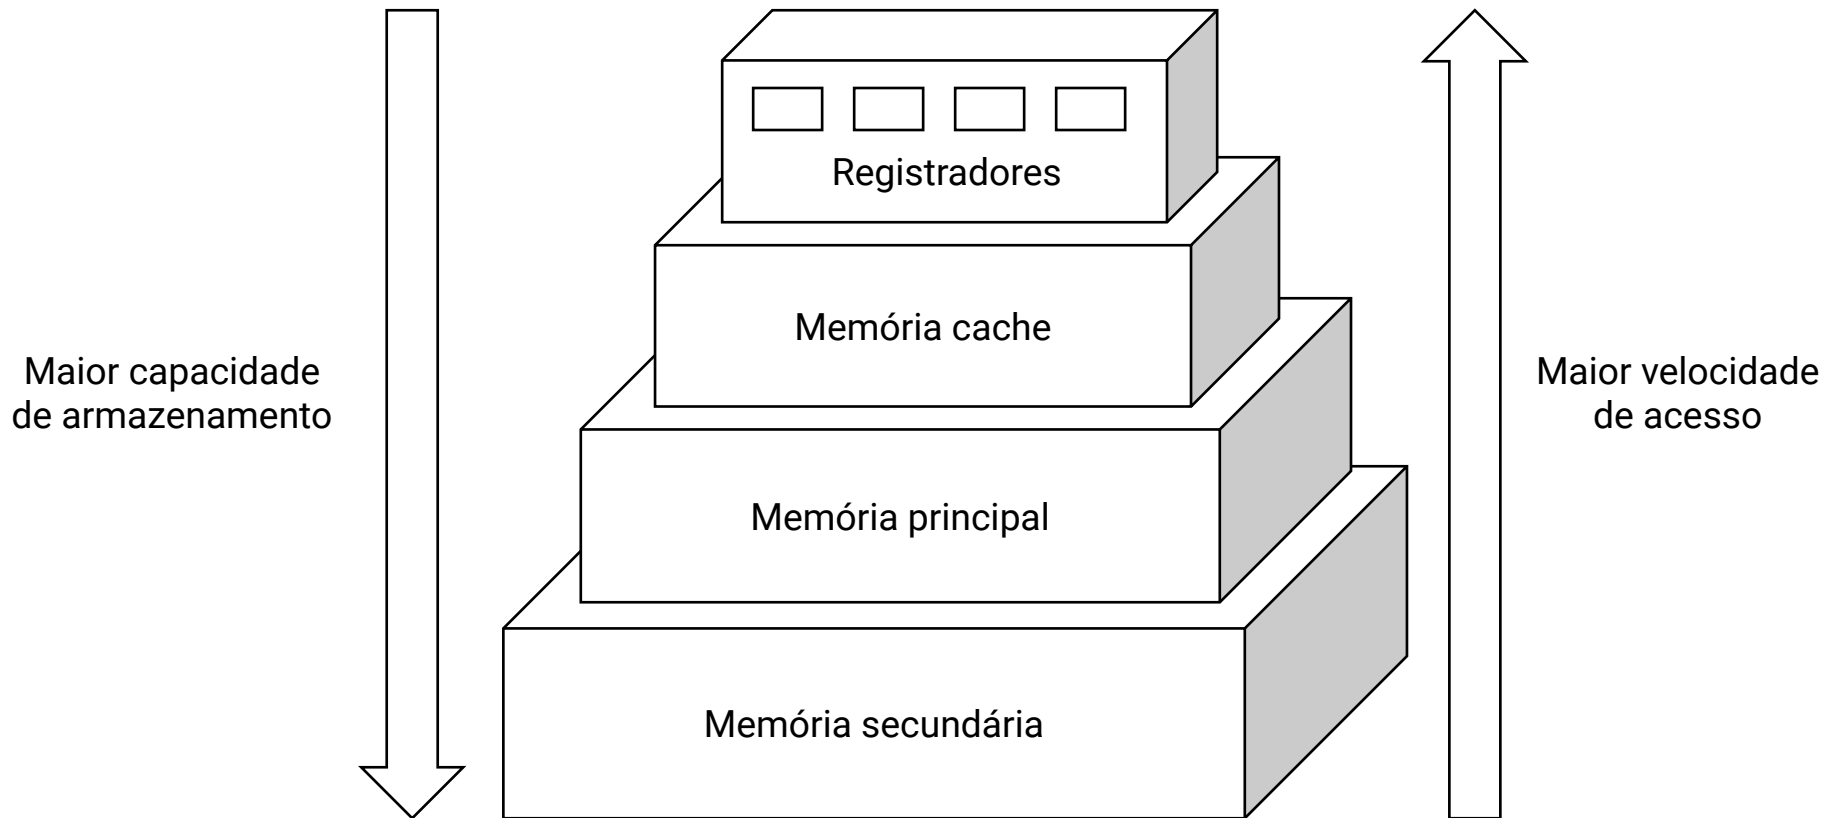 Registradores
Memória cache
Maior capacidade
de armazenamento
Maior velocidade
de acesso
Memória principal
Memória secundária